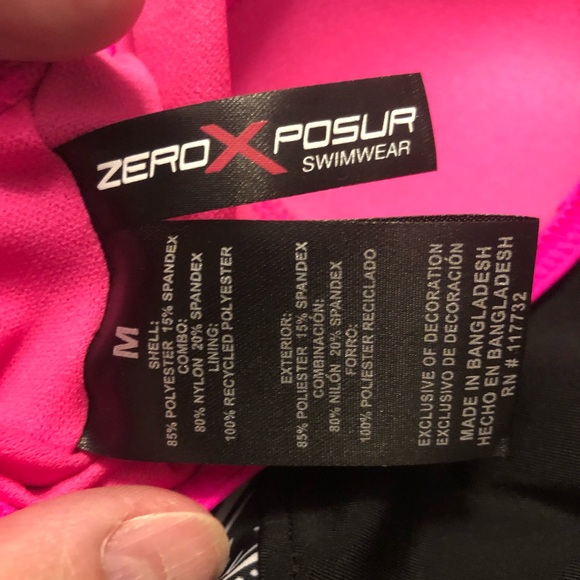 ZEROXPOSUR
SWIMWEAR
M
SHELL:
85% POLYESTER 15% SPANDEX
COMBO:
80% NYLON 20% SPANDEX
LINING:
100% RECYCLED POLYESTER
EXTERIOR:
85% POLIESTER 15% SPANDEX
COMBINACIÓN:
80% NILÓN 20% SPANDEX
FORRO:
100% POLIESTER RECICLADO
EXCLUSIVE OF DECORATION
EXCLUSIVO DE DECORACIÓN
MADE IN BANGLADESH
HECHO EN BANGLADESH
RN# 117732